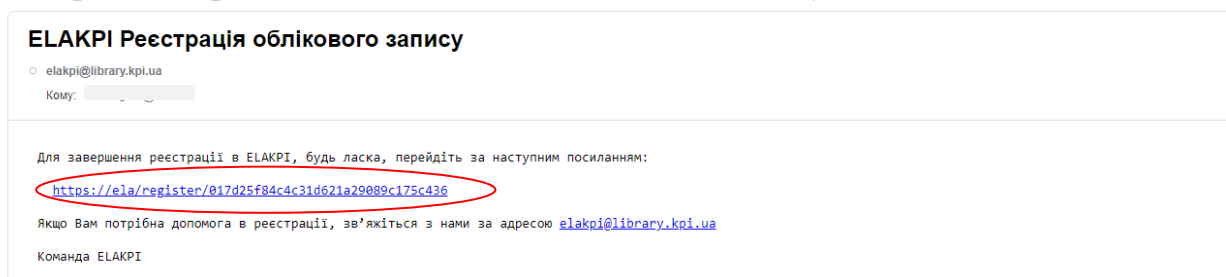 ELAKPI Реєстрація облікового запису
elakpi@library.kpi.ua
Кому:
Для завершення реєстрації в ELAKPI, будь ласка, перейдіть за наступним посиланням:
https://ela/register/017d25f84c4c31d621a29089c175c436
Якщо Вам потрібна допомога в реєстрації, зв’яжіться з нами за адресою elakpi@library.kpi.ua
Команда ELAKPI